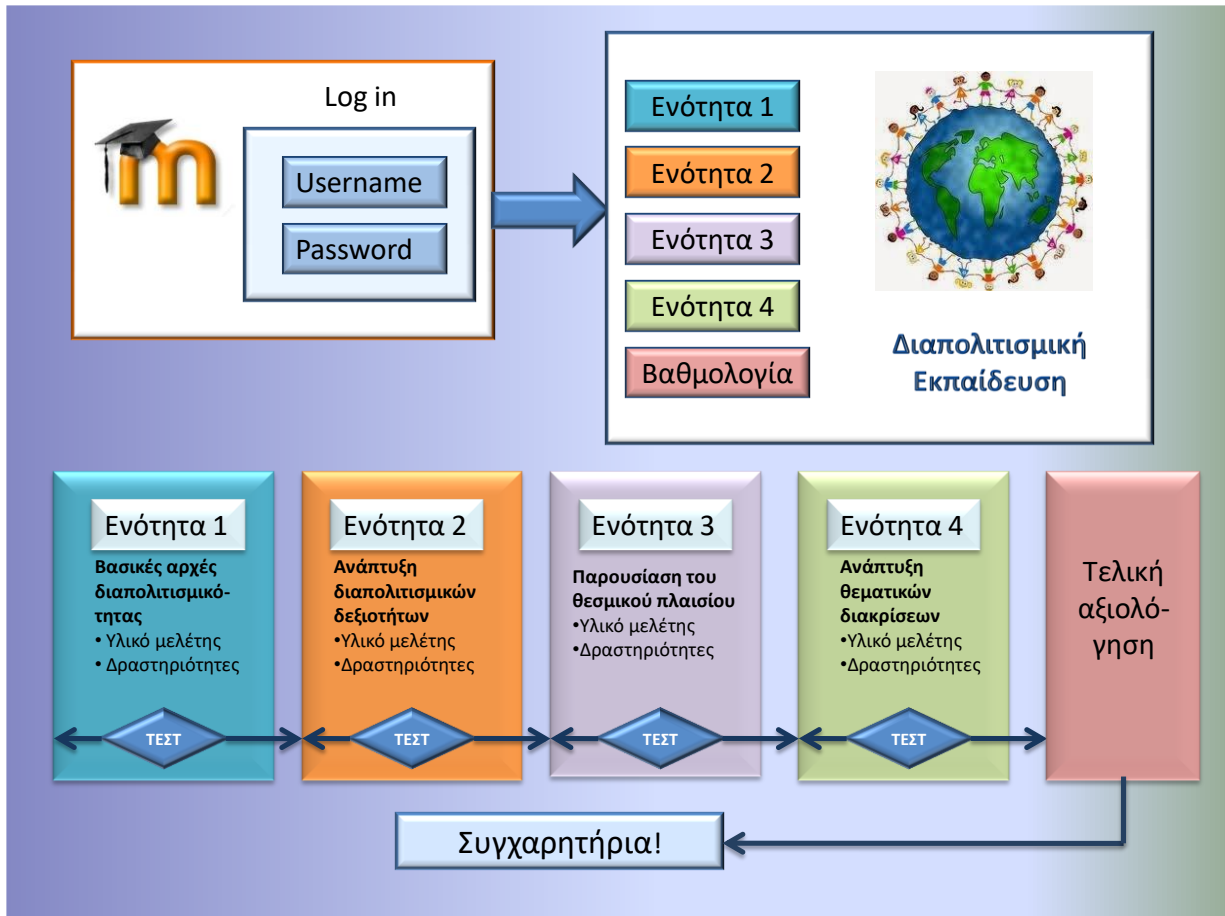 Log in
m
Username
Password
Ενότητα 1
Ενότητα 2
Ενότητα 3
Ενότητα 4
Βαθμολογία
Διαπολιτισμική
Εκπαίδευση
Ενότητα 1
Βασικές αρχές
διαπολιτισμικό-
τητας
• Υλικό μελέτης
• Δραστηριότητες
ΤΕΣΤ
Ενότητα 2
Ανάπτυξη
διαπολιτισμικών
δεξιοτήτων
•Υλικό μελέτης
•Δραστηριότητες
ΤΕΣΤ
Ενότητα 3
Παρουσίαση του
θεσμικού πλαισίου
•Υλικό μελέτης
•Δραστηριότητες
ΤΕΣΤ
Ενότητα 4
Ανάπτυξη
θεματικών
διακρίσεων
•Υλικό μελέτης
•Δραστηριότητες
ΤΕΣΤ
Τελική
αξιολό-
γηση
Συγχαρητήρια!